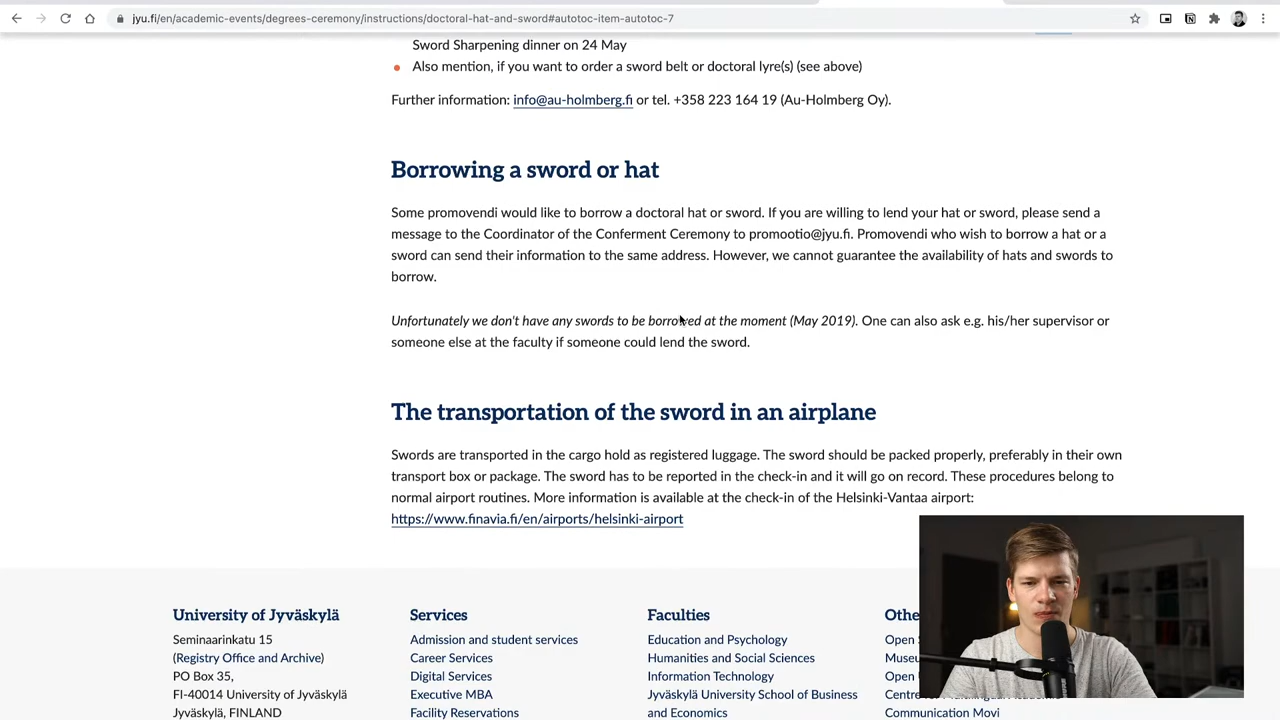 jyu.fi/en/academic-events/degrees-ceremony/instructions/doctoral-hat-and-sword#autotoc-item-autotoc-7
Sword Sharpening dinner on 24 May
Also mention, if you want to order a sword belt or doctoral lyre(s) (see above)
Further information: info@au-holmberg.fi or tel. +358 223 164 19 (Au-Holmberg Oy).
Borrowing a sword or hat
Some promovendi would like to borrow a doctoral hat or sword. If you are willing to lend your hat or sword, please send a
message to the Coordinator of the Conferment Ceremony to promootio@jyu.fi. Promovendi who wish to borrow a hat or a
sword can send their information to the same address. However, we cannot guarantee the availability of hats and swords to
borrow.
Unfortunately we don't have any swords to be borrowed at the moment (May 2019). One can also ask e.g. his/her supervisor or
someone else at the faculty if someone could lend the sword.
The transportation of the sword in an airplane
Swords are transported in the cargo hold as registered luggage. The sword should be packed properly, preferably in their own
transport box or package. The sword has to be reported in the check-in and it will go on record. These procedures belong to
normal airport routines. More information is available at the check-in of the Helsinki-Vantaa airport:
https://www.finavia.fi/en/airports/helsinki-airport
University of Jyväskylä
Seminaarinkatu 15
(Registry Office and Archive)
PO Box 35,
FI-40014 University of Jyväskylä
Jyväskylä, FINLAND
Services
Admission and student services
Career Services
Digital Services
Executive MBA
Facility Reservations
Faculties
Education and Psychology
Humanities and Social Sciences
Information Technology
Jyväskylä University School of Business
and Economics
Othe
Open
Museu
Open
Centre
Communication Movi